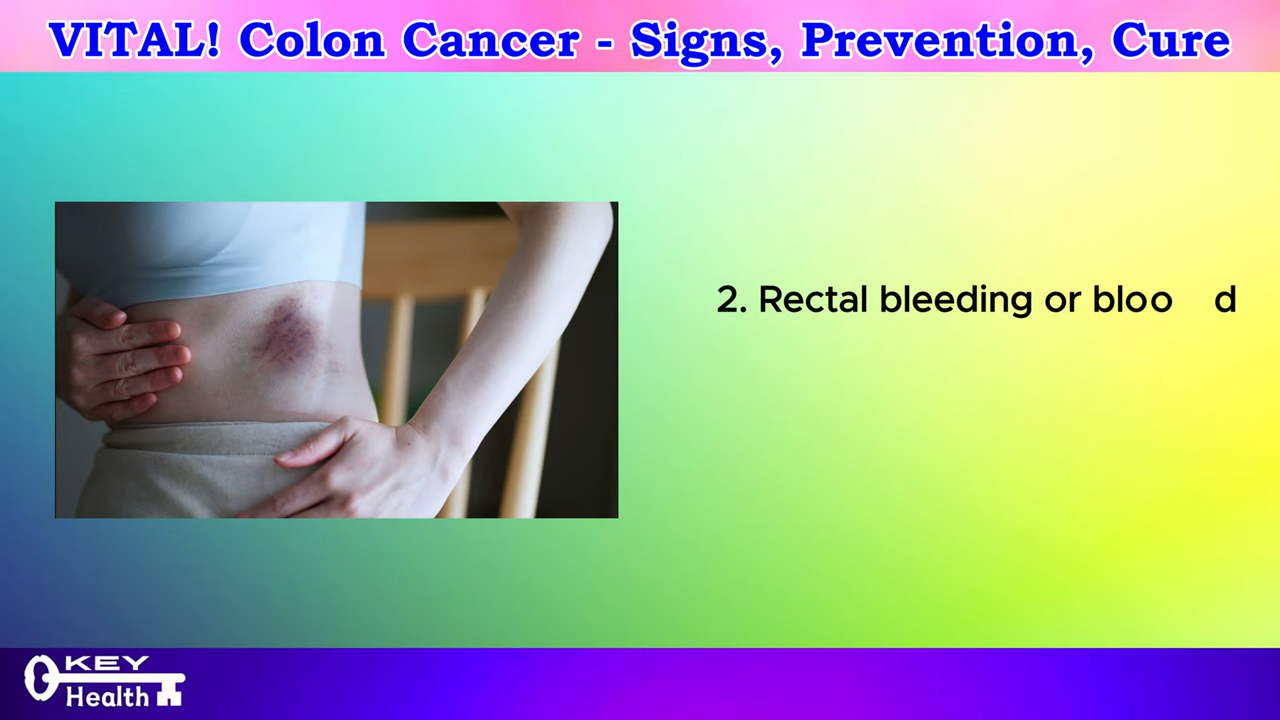 VITAL! Colon Cancer - Signs, Prevention, Cure
2. Rectal bleeding or bloo d
KEY
Health